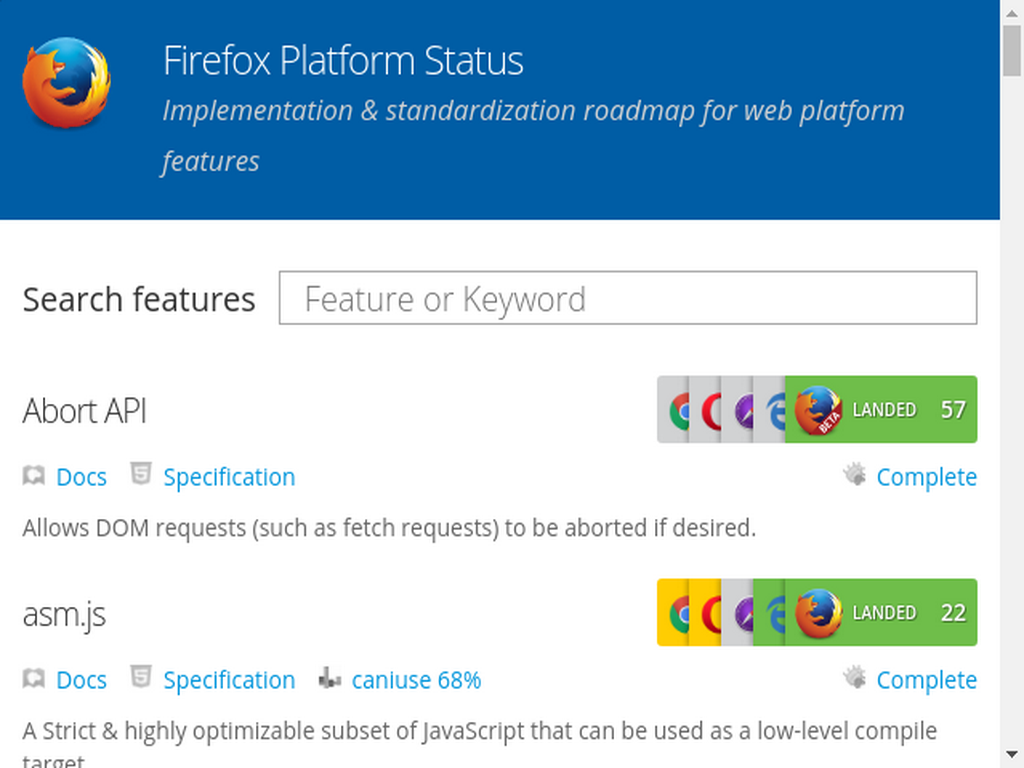 Firefox Platform Status
Implementation & standardization roadmap for web platform
features
Search features Feature or Keyword
Abort API BETA LANDED 57
Docs Specification Complete
Allows DOM requests (such as fetch requests) to be aborted if desired.
asm.js LANDED 22
Docs Specification caniuse 68% Complete
A Strict & highly optimizable subset of JavaScript that can be used as a low-level compile
target